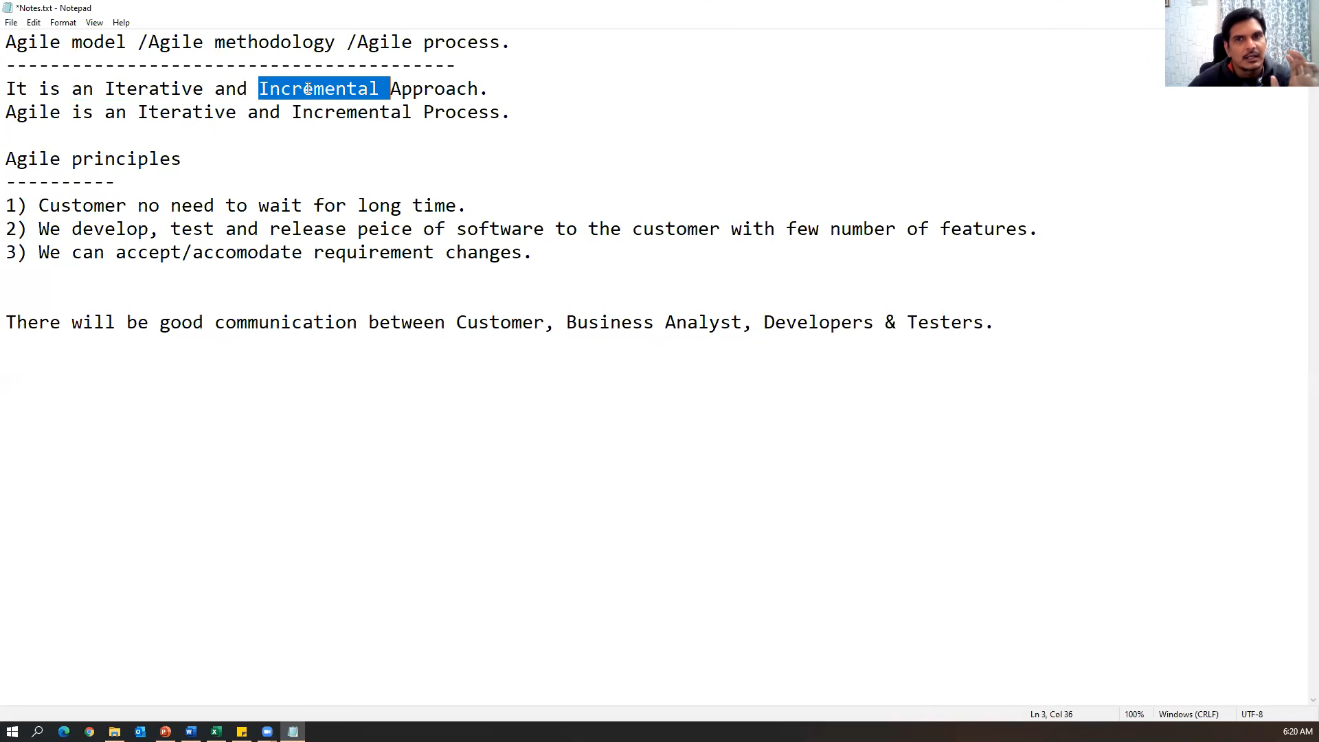 *Notes.txt - Notepad
File Edit Format View Help
Agile model /Agile methodology /Agile process.
-----------------------------------------
It is an Iterative and Incremental Approach.
Agile is an Iterative and Incremental Process.
Agile principles
----------
1) Customer no need to wait for long time.
2) We develop, test and release peice of software to the customer with few number of features.
3) We can accept/accomodate requirement changes.
There will be good communication between Customer, Business Analyst, Developers & Testers.
Ln 3, Col 36 100% Windows (CRLF) UTF-8
6:20 AM